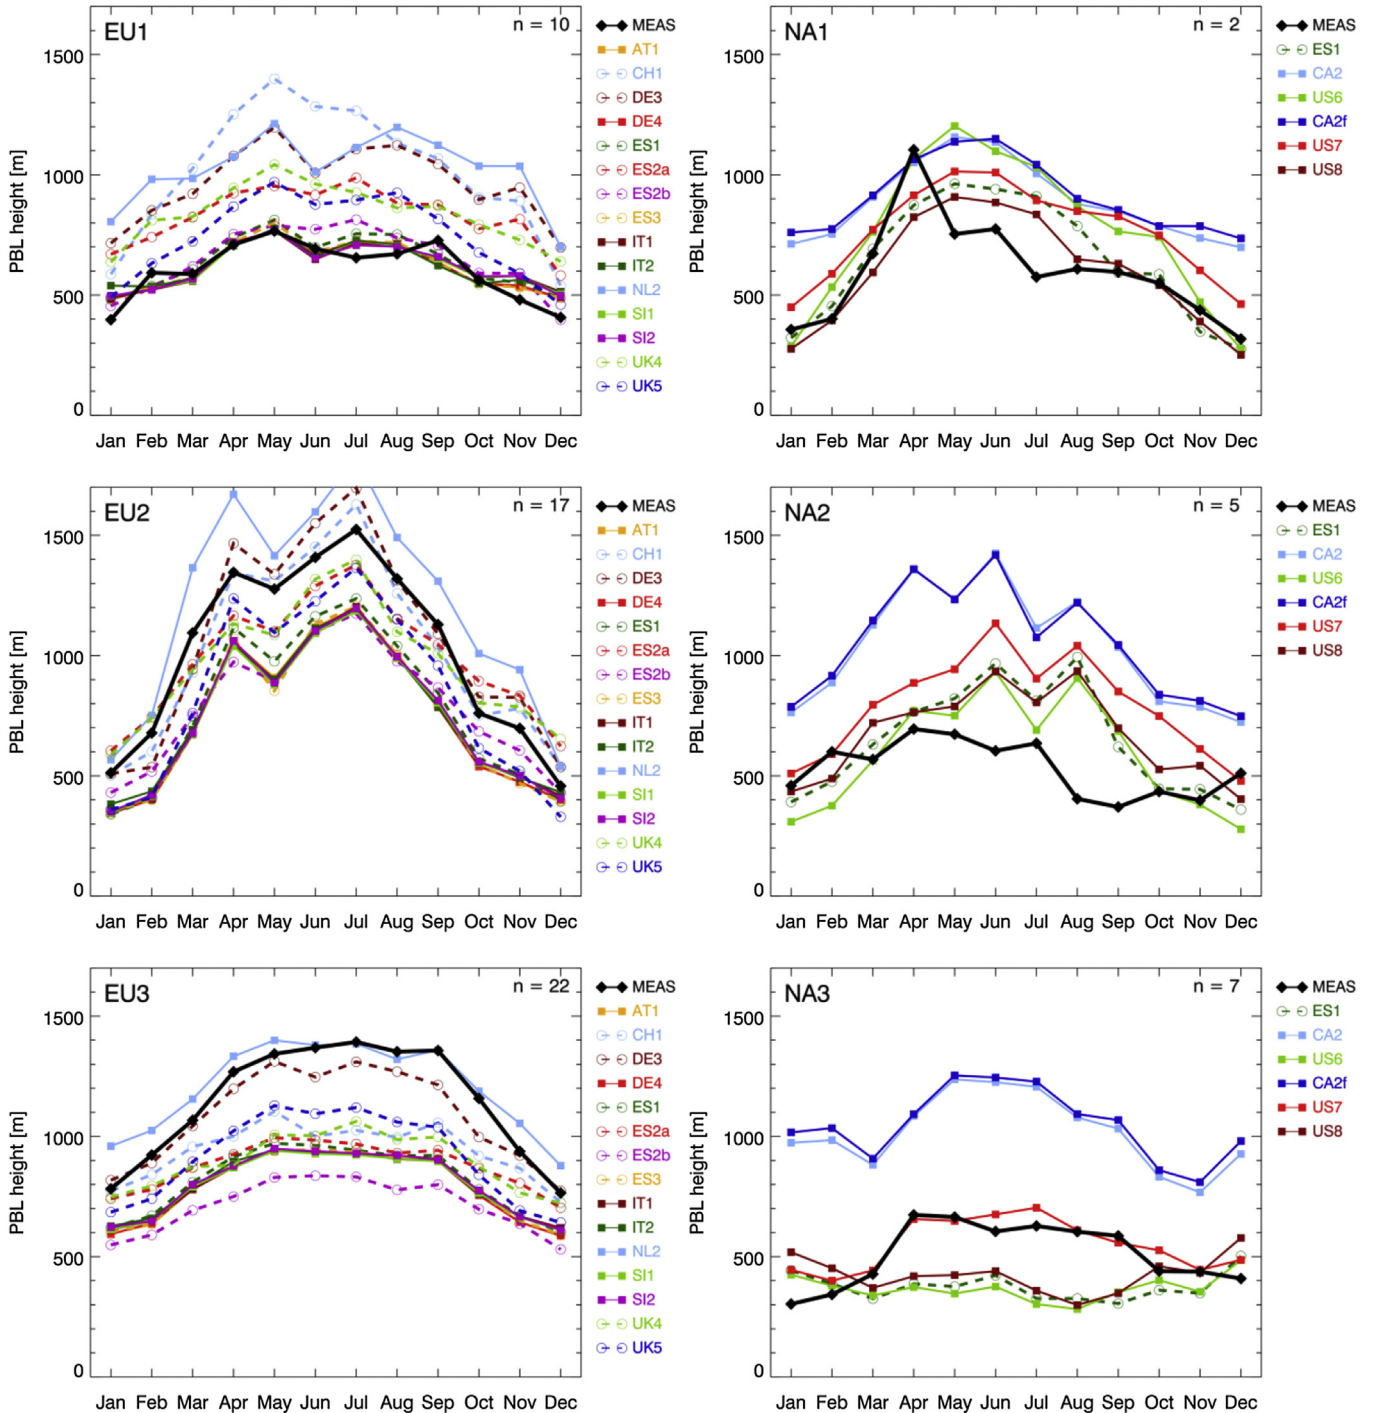 EU1
n = 10
PBL height [m]
1500
1000
500
0
Jan Feb Mar Apr May Jun Jul Aug Sep Oct Nov Dec
MEAS
AT1
CH1
DE3
DE4
ES1
ES2a
ES2b
ES3
IT1
IT2
NL2
SI1
SI2
UK4
UK5
NA1
n = 2
PBL height [m]
1500
1000
500
0
Jan Feb Mar Apr May Jun Jul Aug Sep Oct Nov Dec
MEAS
ES1
CA2
US6
CA2f
US7
US8
EU2
n = 17
PBL height [m]
1500
1000
500
0
Jan Feb Mar Apr May Jun Jul Aug Sep Oct Nov Dec
MEAS
AT1
CH1
DE3
DE4
ES1
ES2a
ES2b
ES3
IT1
IT2
NL2
SI1
SI2
UK4
UK5
NA2
n = 5
PBL height [m]
1500
1000
500
0
Jan Feb Mar Apr May Jun Jul Aug Sep Oct Nov Dec
MEAS
ES1
CA2
US6
CA2f
US7
US8
EU3
n = 22
PBL height [m]
1500
1000
500
0
Jan Feb Mar Apr May Jun Jul Aug Sep Oct Nov Dec
MEAS
AT1
CH1
DE3
DE4
ES1
ES2a
ES2b
ES3
IT1
IT2
NL2
SI1
SI2
UK4
UK5
NA3
n = 7
PBL height [m]
1500
1000
500
0
Jan Feb Mar Apr May Jun Jul Aug Sep Oct Nov Dec
MEAS
ES1
CA2
US6
CA2f
US7
US8